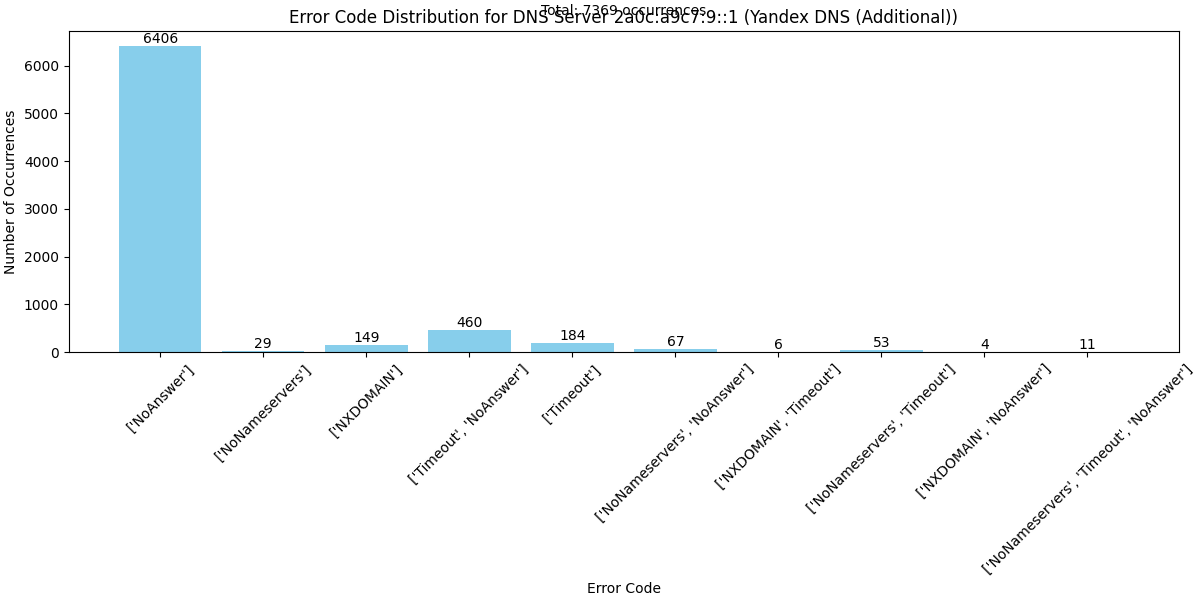 Total: 7369 occurrences
Error Code Distribution for DNS Server 2a0c:a9c7:9::1 (Yandex DNS (Additional))
Number of Occurrences
6000
5000
4000
3000
2000
1000
0
6406
29
149
460
184
67
6
53
4
11
['NoAnswer']
['NoNameservers']
['NXDOMAIN']
['Timeout', 'NoAnswer']
['Timeout']
['NoNameservers', 'NoAnswer']
['NXDOMAIN', 'Timeout']
['NoNameservers', 'Timeout']
['NXDOMAIN', 'NoAnswer']
['NoNameservers', 'Timeout', 'NoAnswer']
Error Code